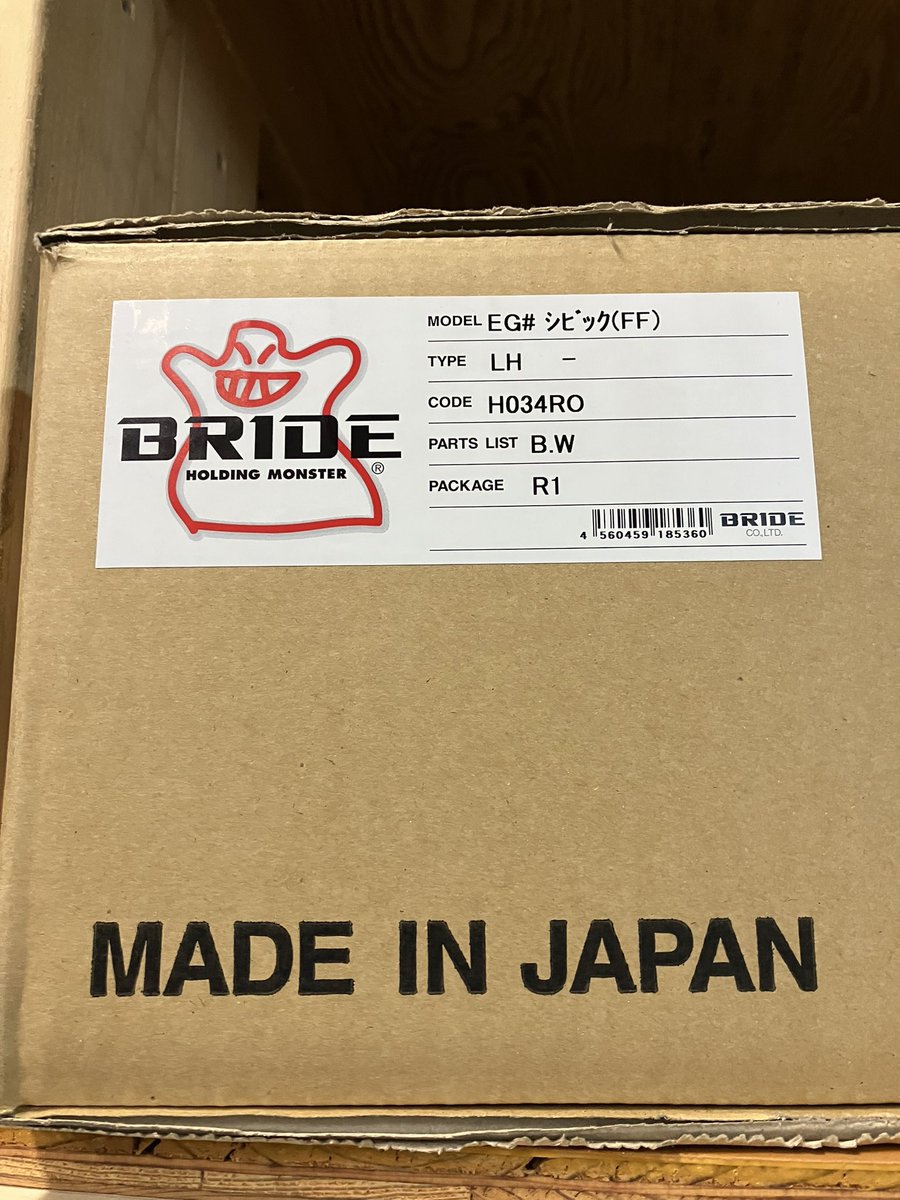 BRIDE
HOLDING MONSTER
®
MODEL EG# ｼﾋﾞｯｸ(FF)
TYPE LH -
CODE H034RO
PARTS LIST B.W
PACKAGE R1
4 560459 185360
BRIDE
CO.,LTD.
MADE IN JAPAN